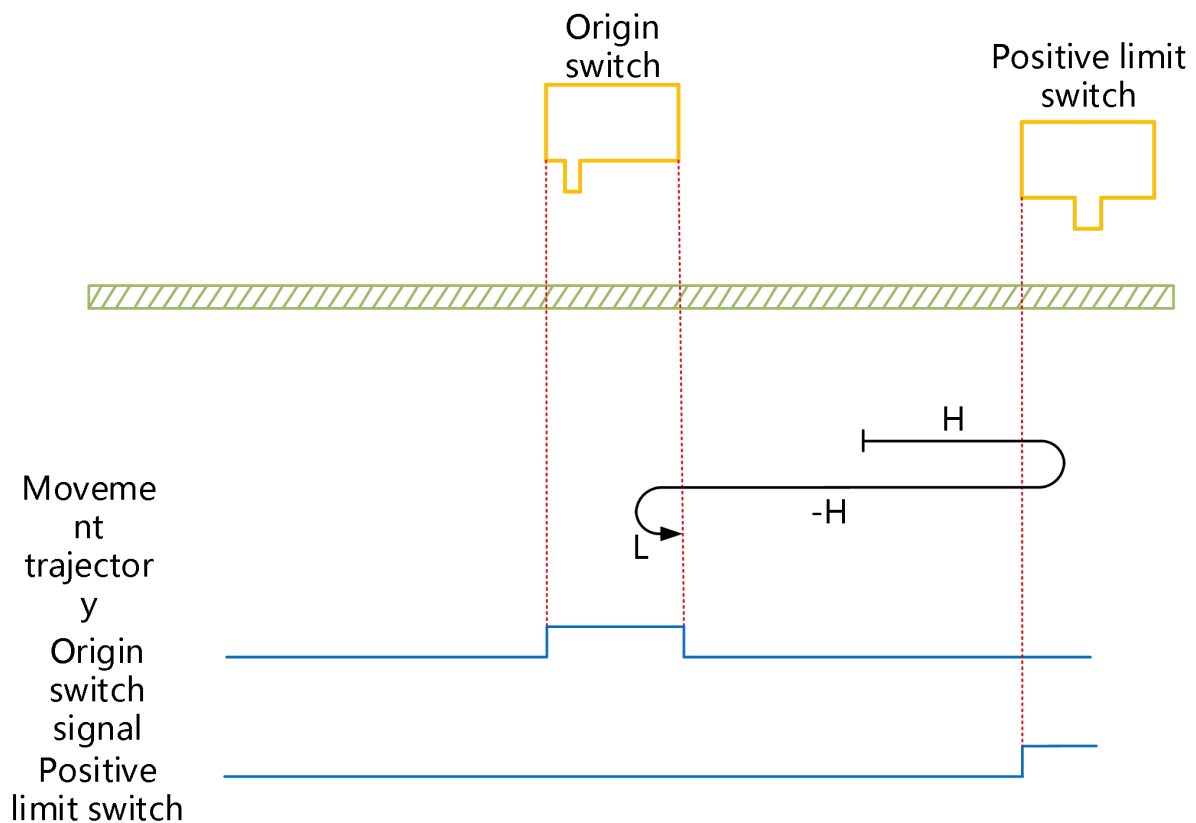 Origin
switch
Positive limit
switch
H
-H
L
Moveme
nt
trajector
y
Origin
switch
signal
Positive
limit switch